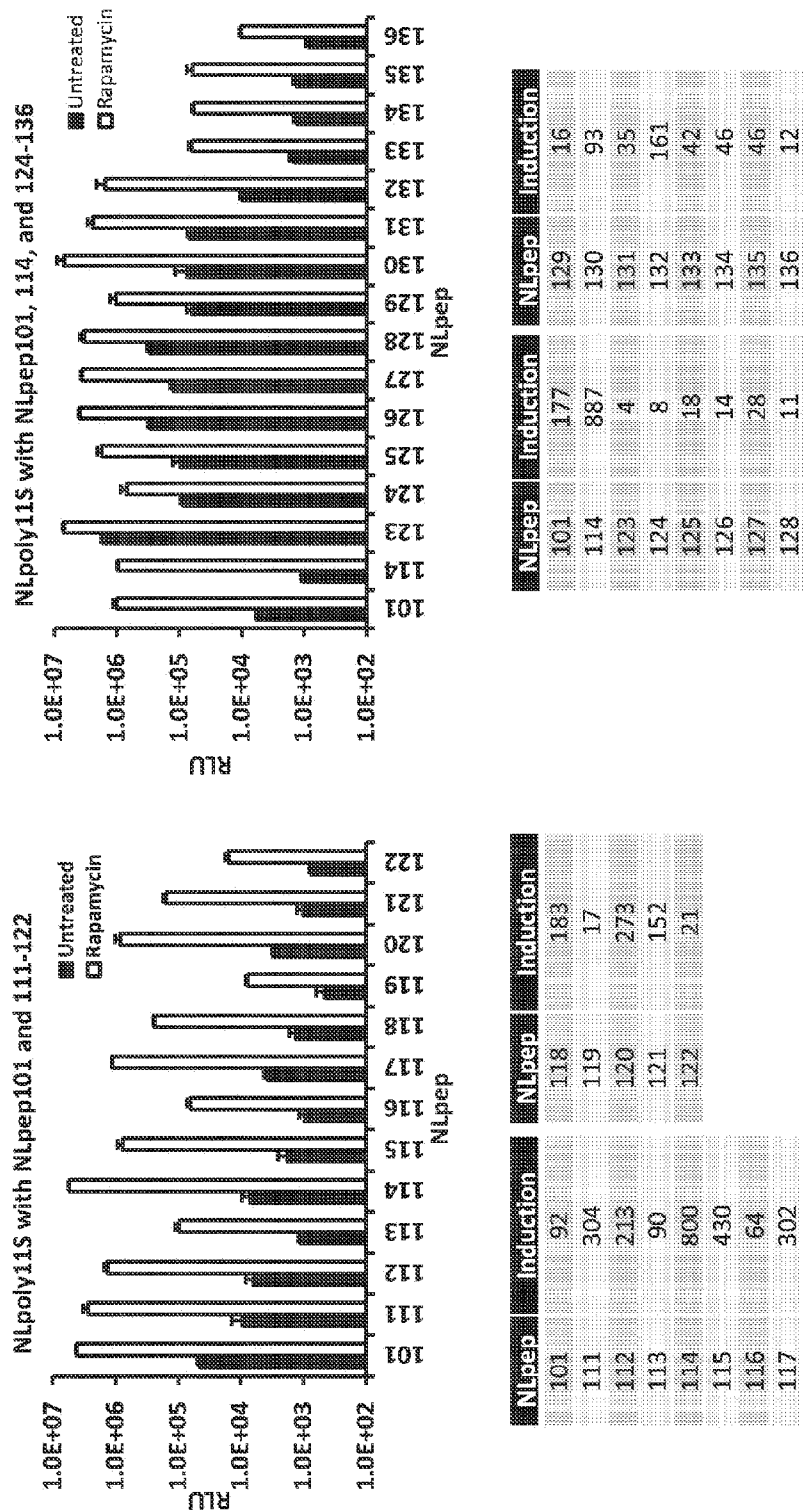 NLpoly11S with NLpep101 and 111-122
Untreated
Rapamycin
1.0E+07
1.0E+06
1.0E+05
1.0E+04
1.0E+03
1.0E+02
RLU
101 111 112 113 114 115 116 117 118 119 120 121 122
NLpep
NLpep Induction NLpep Induction
101 92 118 183
111 304 119 17
112 213 120 273
113 90 121 152
114 800 122 21
115 430
116 64
117 302
NLpoly11S with NLpep101, 114, and 124-136
Untreated
Rapamycin
1.0E+07
1.0E+06
1.0E+05
1.0E+04
1.0E+03
1.0E+02
RLU
101 114 123 124 125 126 127 128 129 130 131 132 133 134 135 136
NLpep
NLpep Induction NLpep Induction
101 177 129 16
114 887 130 93
123 4 131 35
124 8 132 161
125 18 133 42
126 14 134 46
127 28 135 46
128 11 136 12